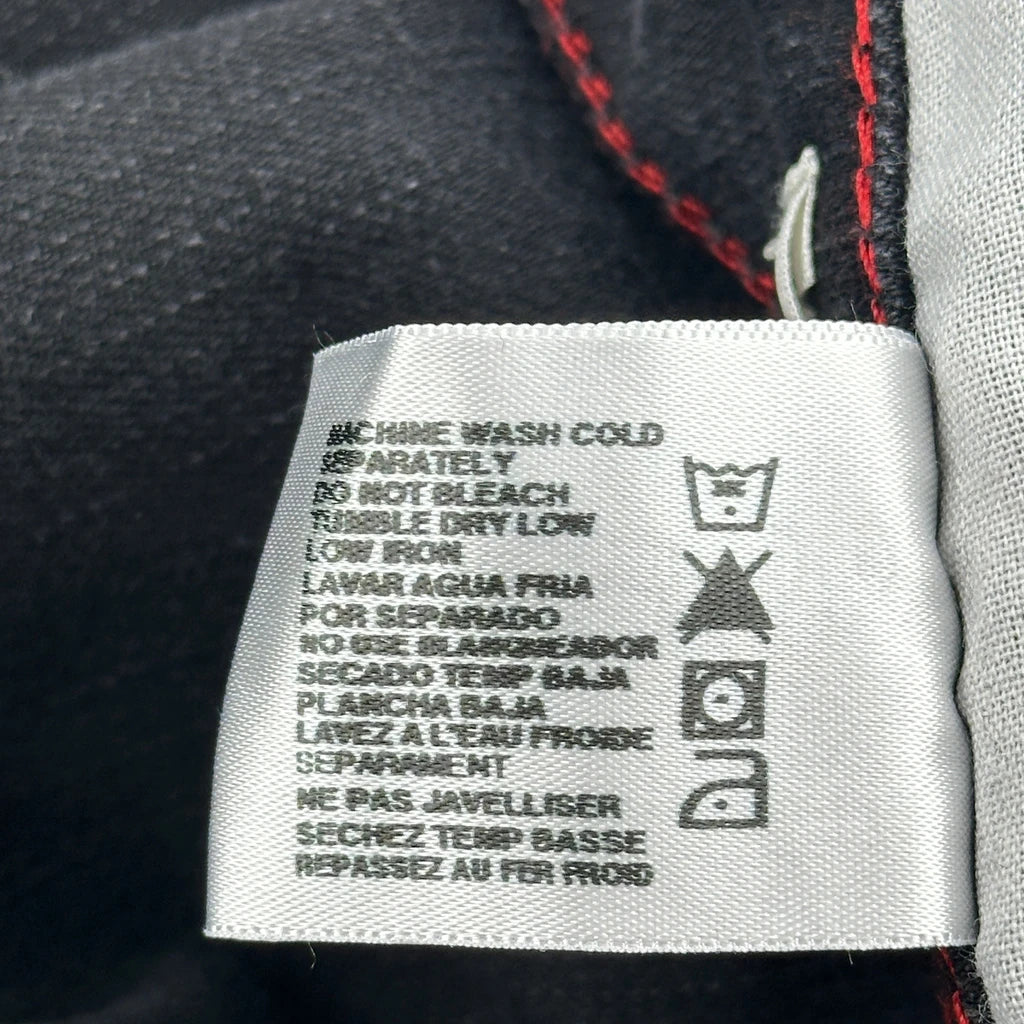 MACHINE WASH COLD
SEPARATELY
DO NOT BLEACH
TUMBLE DRY LOW
LOW IRON
LAVAR AGUA FRIA
POR SEPARADO
NO USE BLANQUEADOR
SECADO TEMP BAJA
PLANCHA BAJA
LAVEZ A L'EAU FROIDE
SEPARAMENT
NE PAS JAVELLISER
SECHEZ TEMP BASSE
REPASSEZ AU FER FROID